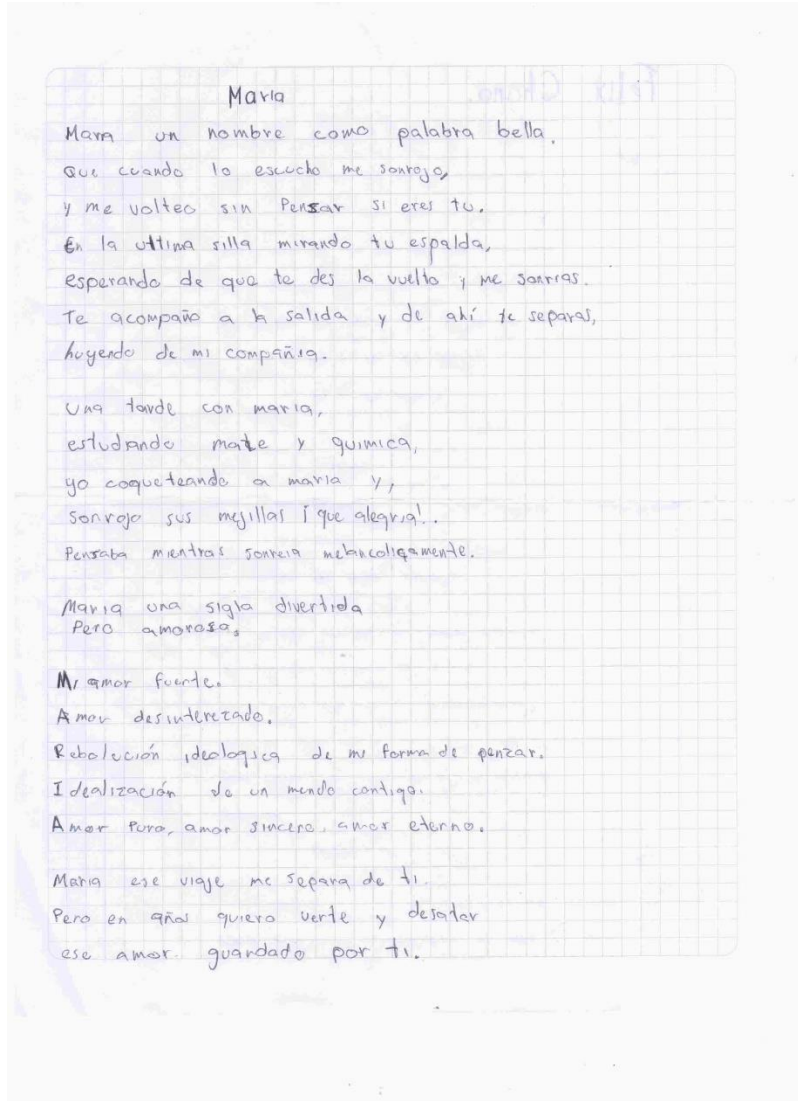 Maria
Maria un nombre como palabra bella.
que cuando lo escucho me sonrojo,
y me volteo sin Pensar si eres tu.
En la ultima silla mirando tu espalda,
esperando de que te des la vuelta y me sonrias.
Te acompaño a la salida y de ahí te separas,
huyendo de mi compañia.
Una tarde con maria,
estudiando mate y quimica,
yo coqueteando a maria y,
sonrojo sus mejillas ¡que alegria!..
Pensaba mientras sonreia melancoligamente.
Maria una sigla divertida
Pero amorosa,
Mi amor fuente.
Amor desinterezado.
Rebolución ideologica de mi forma de penzar.
Idealización de un mundo contigo.
Amor Puro, amor sincero, amor eterno.
Maria ese viaje me separa de ti.
Pero en años quiero verte y desatar
ese amor guardado por ti.